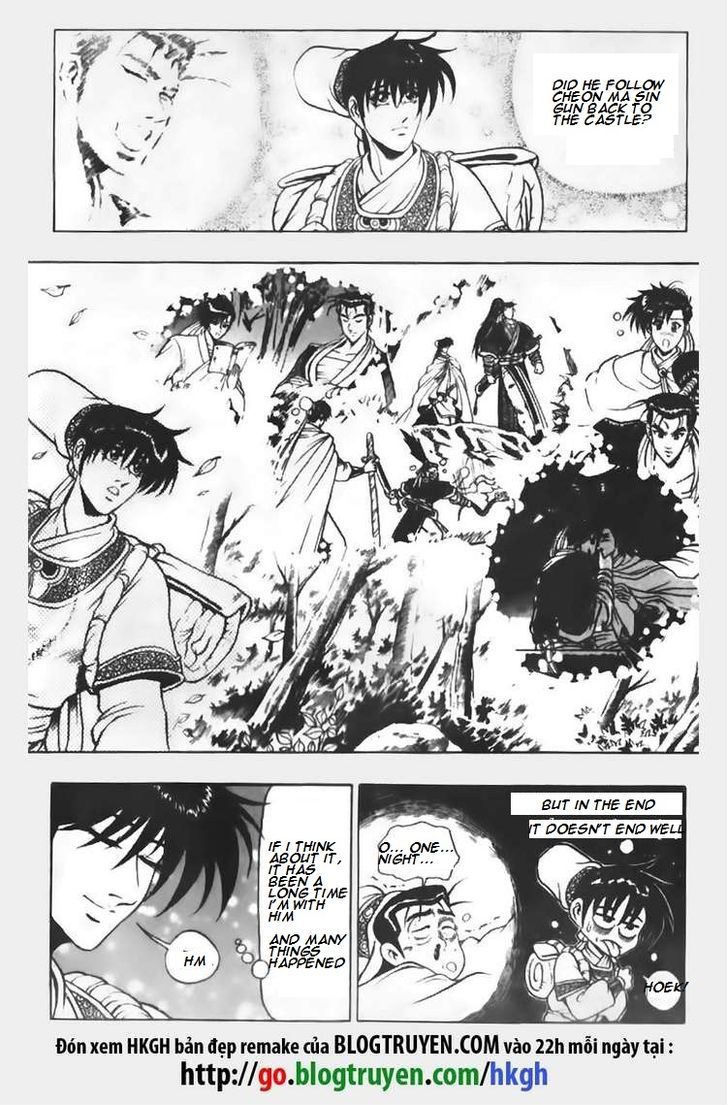 DID HE FOLLOW
CHEON MA SIN
GUN BACK TO
THE CASTLE?
IF I THINK
ABOUT IT,
IT HAS
BEEN A
LONG TIME
I'M WITH
HIM
AND MANY
THINGS
HAPPENED
HM
BUT IN THE END
IT DOESN'T END WELL
O... ONE...
NIGHT...
HOEK!
Đón xem HKGH bản đẹp remake của BLOGTRUYEN.COM vào 22h mỗi ngày tại :
http://go.blogtruyen.com/hkgh